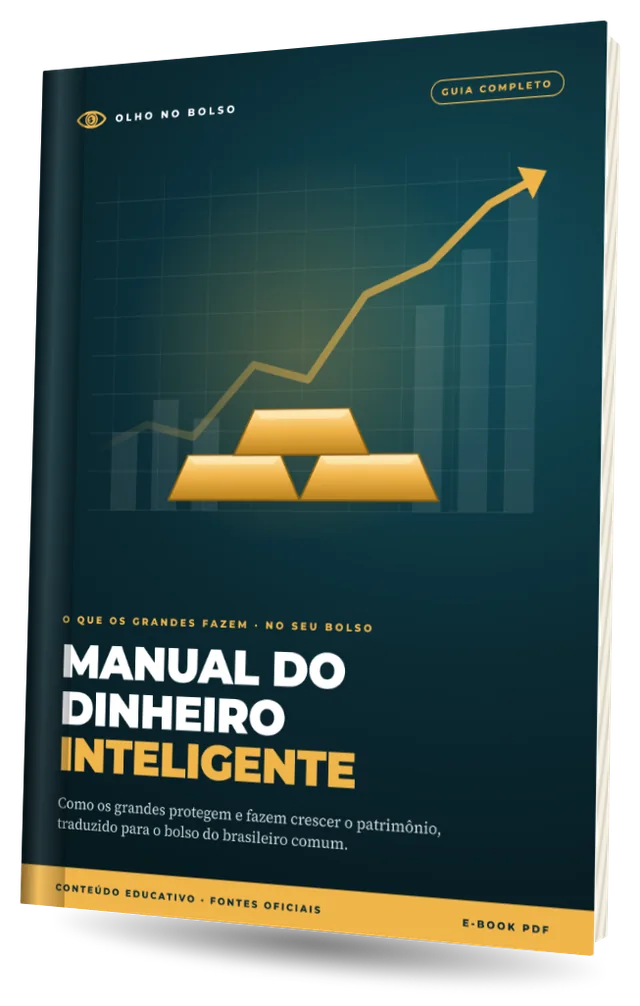 OLHO NO BOLSO
GUIA COMPLETO
O QUE OS GRANDES FAZEM · NO SEU BOLSO
MANUAL DO
DINHEIRO
INTELIGENTE
Como os grandes protegem e fazem crescer o patrimônio,
traduzido para o bolso do brasileiro comum.
CONTEÚDO EDUCATIVO · FONTES OFICIAIS
E-BOOK PDF